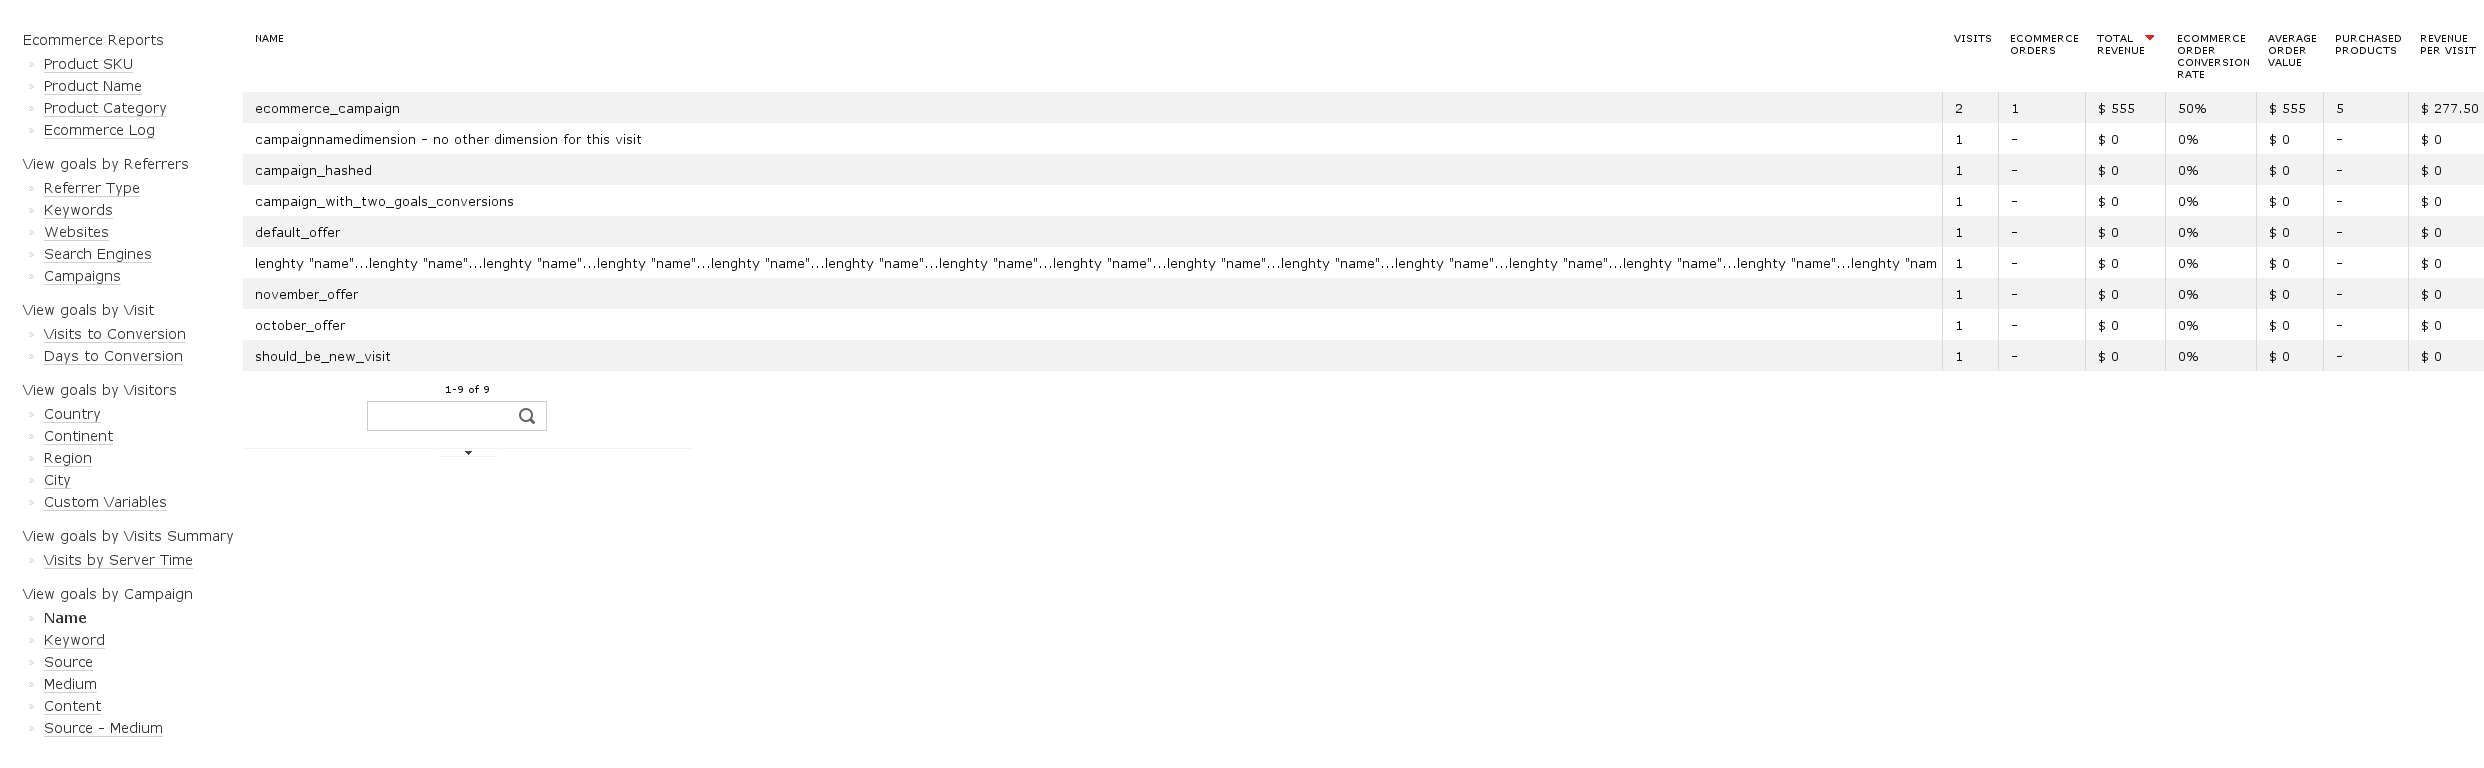 Ecommerce Reports
» Product SKU
» Product Name
» Product Category
» Ecommerce Log
View goals by Referrers
» Referrer Type
» Keywords
» Websites
» Search Engines
» Campaigns
View goals by Visit
» Visits to Conversion
» Days to Conversion
View goals by Visitors
» Country
» Continent
» Region
» City
» Custom Variables
View goals by Visits Summary
» Visits by Server Time
View goals by Campaign
» Name
» Keyword
» Source
» Medium
» Content
» Source - Medium
NAME VISITS ECOMMERCE ORDERS TOTAL REVENUE ECOMMERCE ORDER CONVERSION RATE AVERAGE ORDER VALUE PURCHASED PRODUCTS REVENUE PER VISIT
ecommerce_campaign 2 1 $ 555 50% $ 555 5 $ 277.50
campaignnamedimension - no other dimension for this visit 1 - $ 0 0% $ 0 - $ 0
campaign_hashed 1 - $ 0 0% $ 0 - $ 0
campaign_with_two_goals_conversions 1 - $ 0 0% $ 0 - $ 0
default_offer 1 - $ 0 0% $ 0 - $ 0
lenghty "name"...lenghty "name"...lenghty "name"...lenghty "name"...lenghty "name"...lenghty "name"...lenghty "name"...lenghty "name"...lenghty "name"...lenghty "name"...lenghty "name"...lenghty "name"...lenghty "name"...lenghty "name"...lenghty "nam 1 - $ 0 0% $ 0 - $ 0
november_offer 1 - $ 0 0% $ 0 - $ 0
october_offer 1 - $ 0 0% $ 0 - $ 0
should_be_new_visit 1 - $ 0 0% $ 0 - $ 0
1-9 of 9